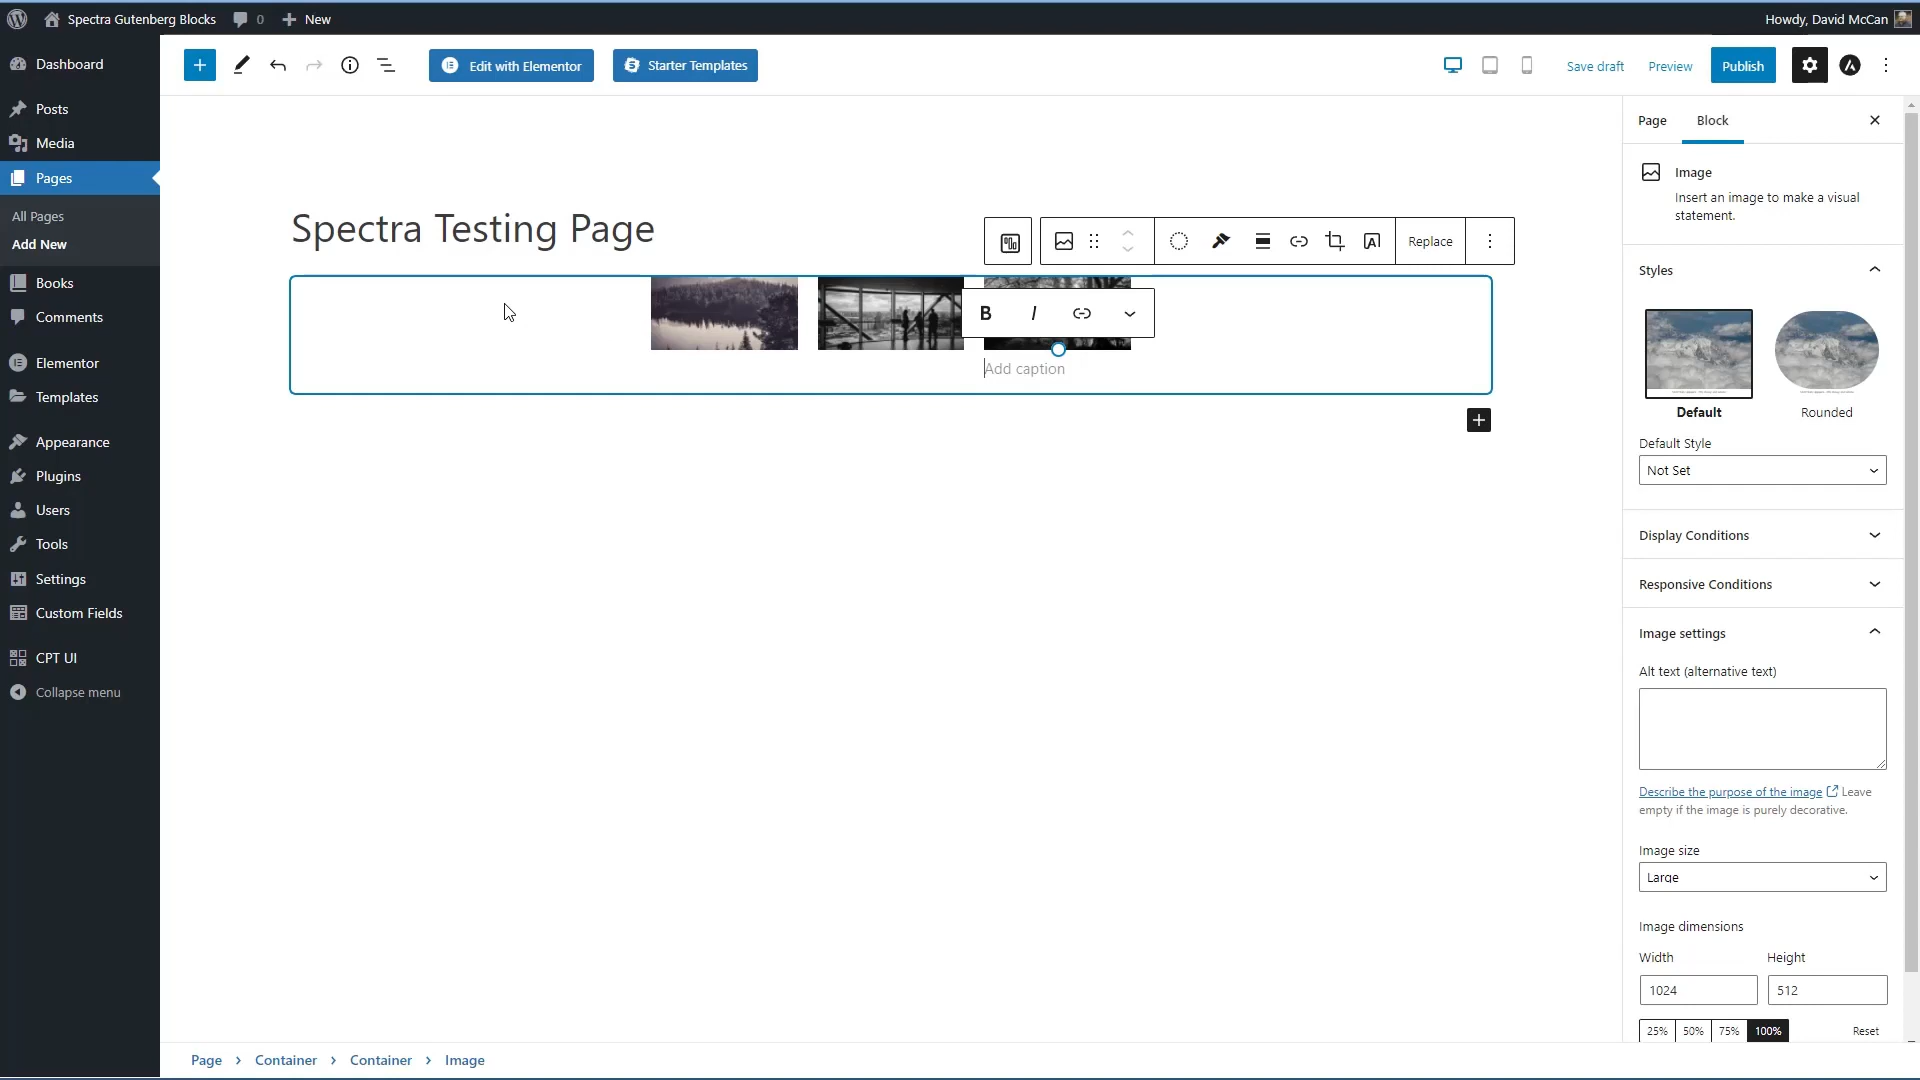 Spectra Gutenberg Blocks 0 New Howdy, David McCan
Dashboard
Posts
Media
Pages
All Pages
Add New
Books
Comments
Elementor
Templates
Appearance
Plugins
Users
Tools
Settings
Custom Fields
CPT UI
Collapse menu
Edit with Elementor
Starter Templates
Save draft
Preview
Publish
Spectra Testing Page
Replace
B I
Add caption
Page Block
Image
Insert an image to make a visual
statement.
Styles
Default Rounded
Default Style
Not Set
Display Conditions
Responsive Conditions
Image settings
Alt text (alternative text)
Describe the purpose of the image Leave
empty if the image is purely decorative.
Image size
Large
Image dimensions
Width Height
1024 512
25% 50% 75% 100% Reset
Page › Container › Container › Image